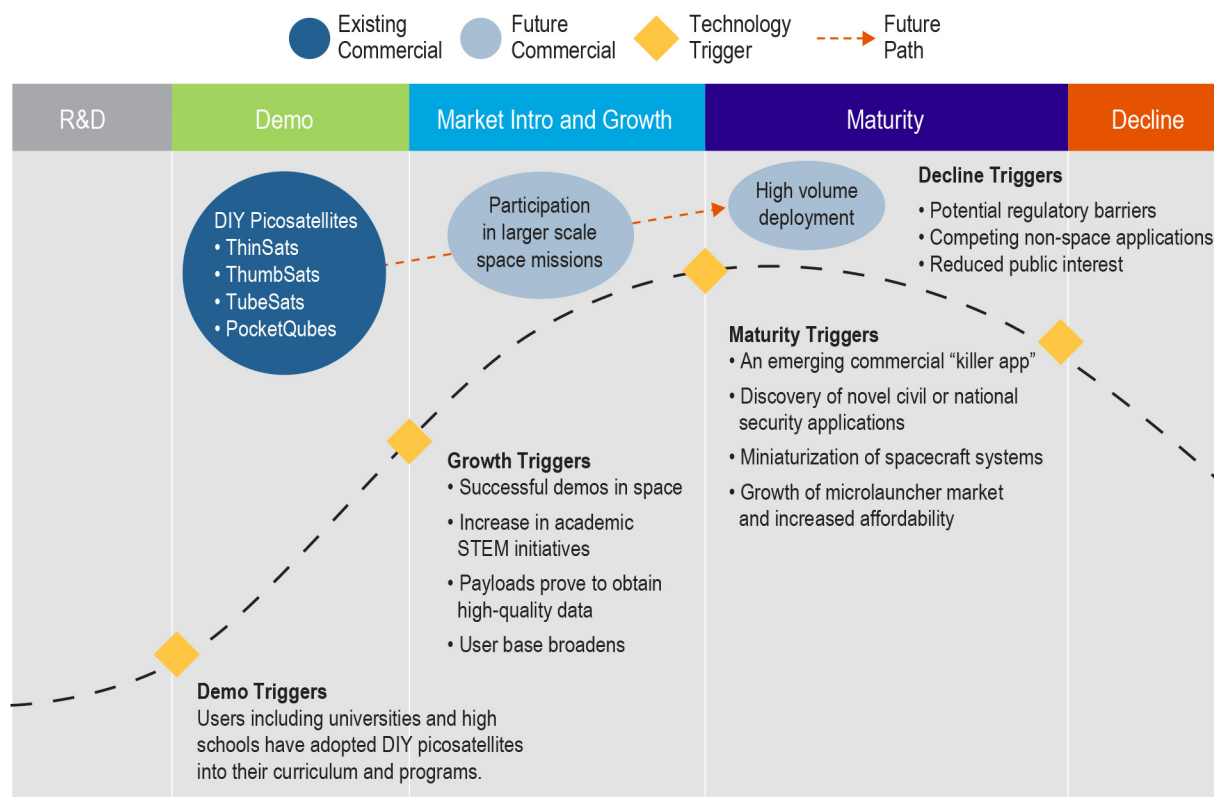 Existing
Commercial
Future
Commercial
Technology
Trigger
Future
Path
R&D
Demo
Market Intro and Growth
Maturity
Decline
DIY Picosatellites
• ThinSats
• ThumbSats
• TubeSats
• PocketQubes
Participation
in larger scale
space missions
High volume
deployment
Decline Triggers
• Potential regulatory barriers
• Competing non-space applications
• Reduced public interest
Maturity Triggers
• An emerging commercial “killer app”
• Discovery of novel civil or national
security applications
• Miniaturization of spacecraft systems
• Growth of microlauncher market
and increased affordability
Growth Triggers
• Successful demos in space
• Increase in academic
STEM initiatives
• Payloads prove to obtain
high-quality data
• User base broadens
Demo Triggers
Users including universities and high
schools have adopted DIY picosatellites
into their curriculum and programs.